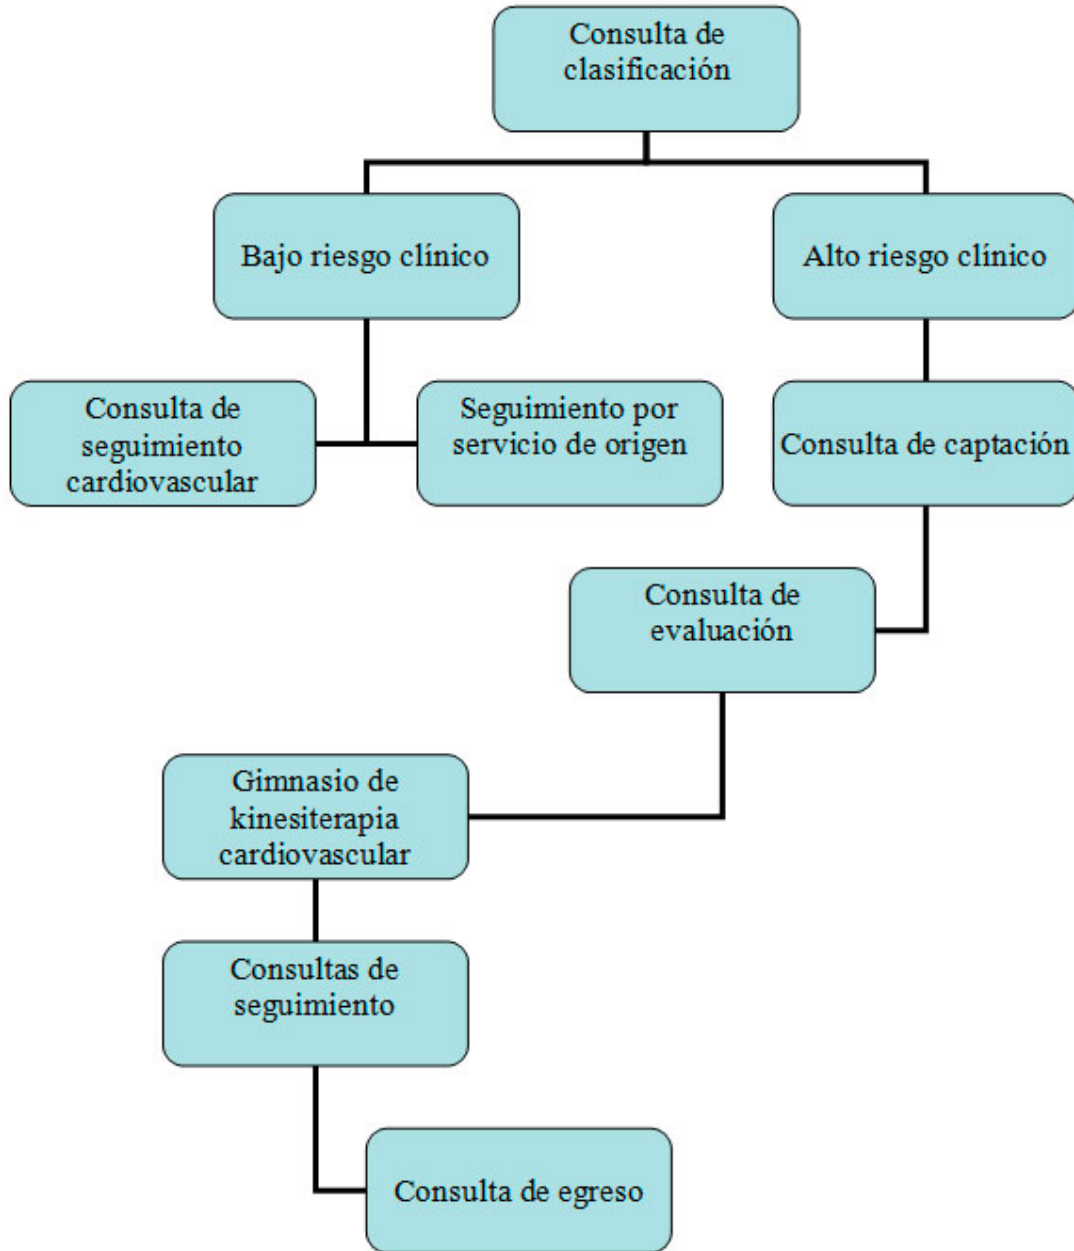 Consulta de
clasificación
Bajo riesgo clínico
Alto riesgo clínico
Consulta de
seguimiento
cardiovascular
Seguimiento por
servicio de origen
Consulta de captación
Consulta de
evaluación
Gimnasio de
kinesiterapia
cardiovascular
Consultas de
seguimiento
Consulta de egreso